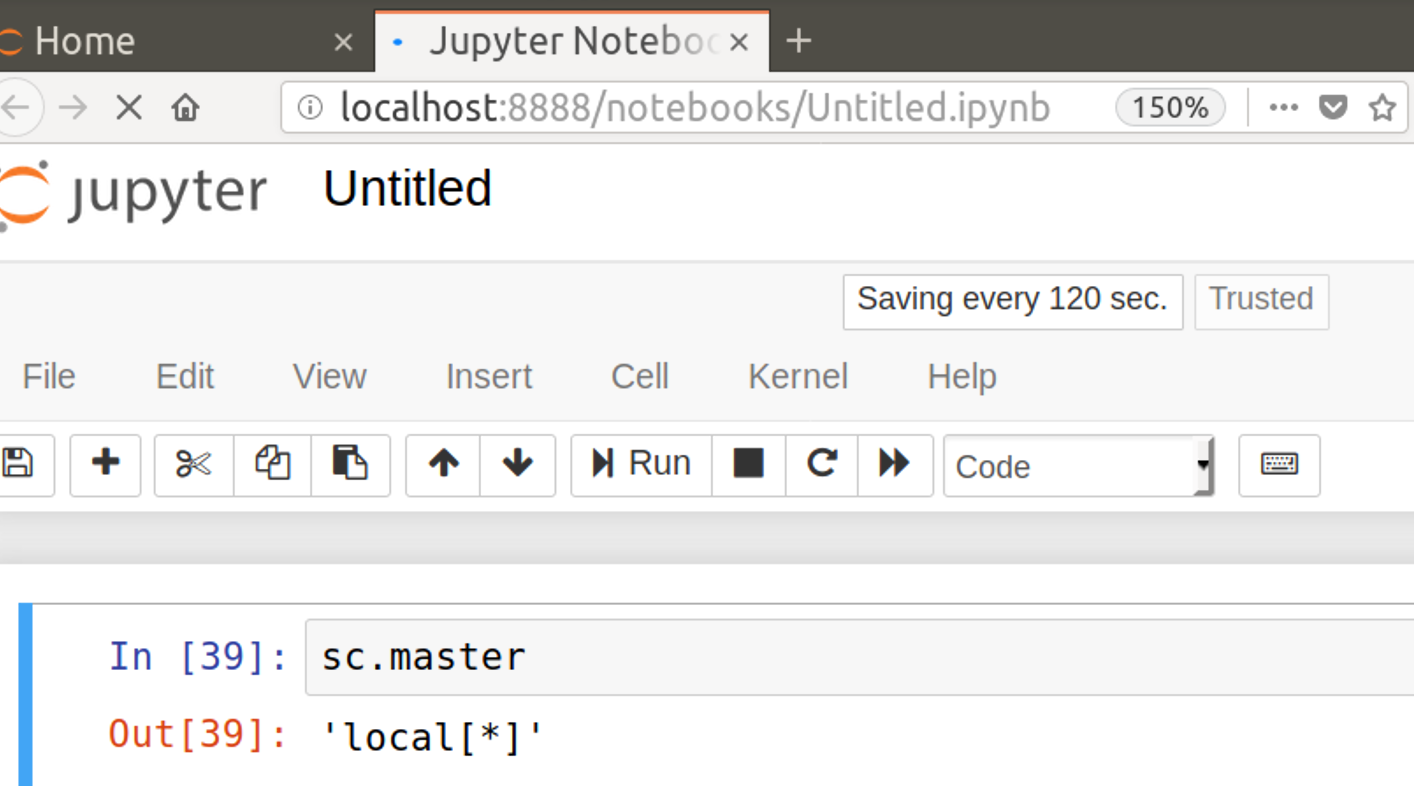 Home
Jupyter Noteboo
localhost:8888/notebooks/Untitled.ipynb 150%
jupyter Untitled
Saving every 120 sec. Trusted
File Edit View Insert Cell Kernel Help
Run Code
In [39]: sc.master
Out[39]: 'local[*]'